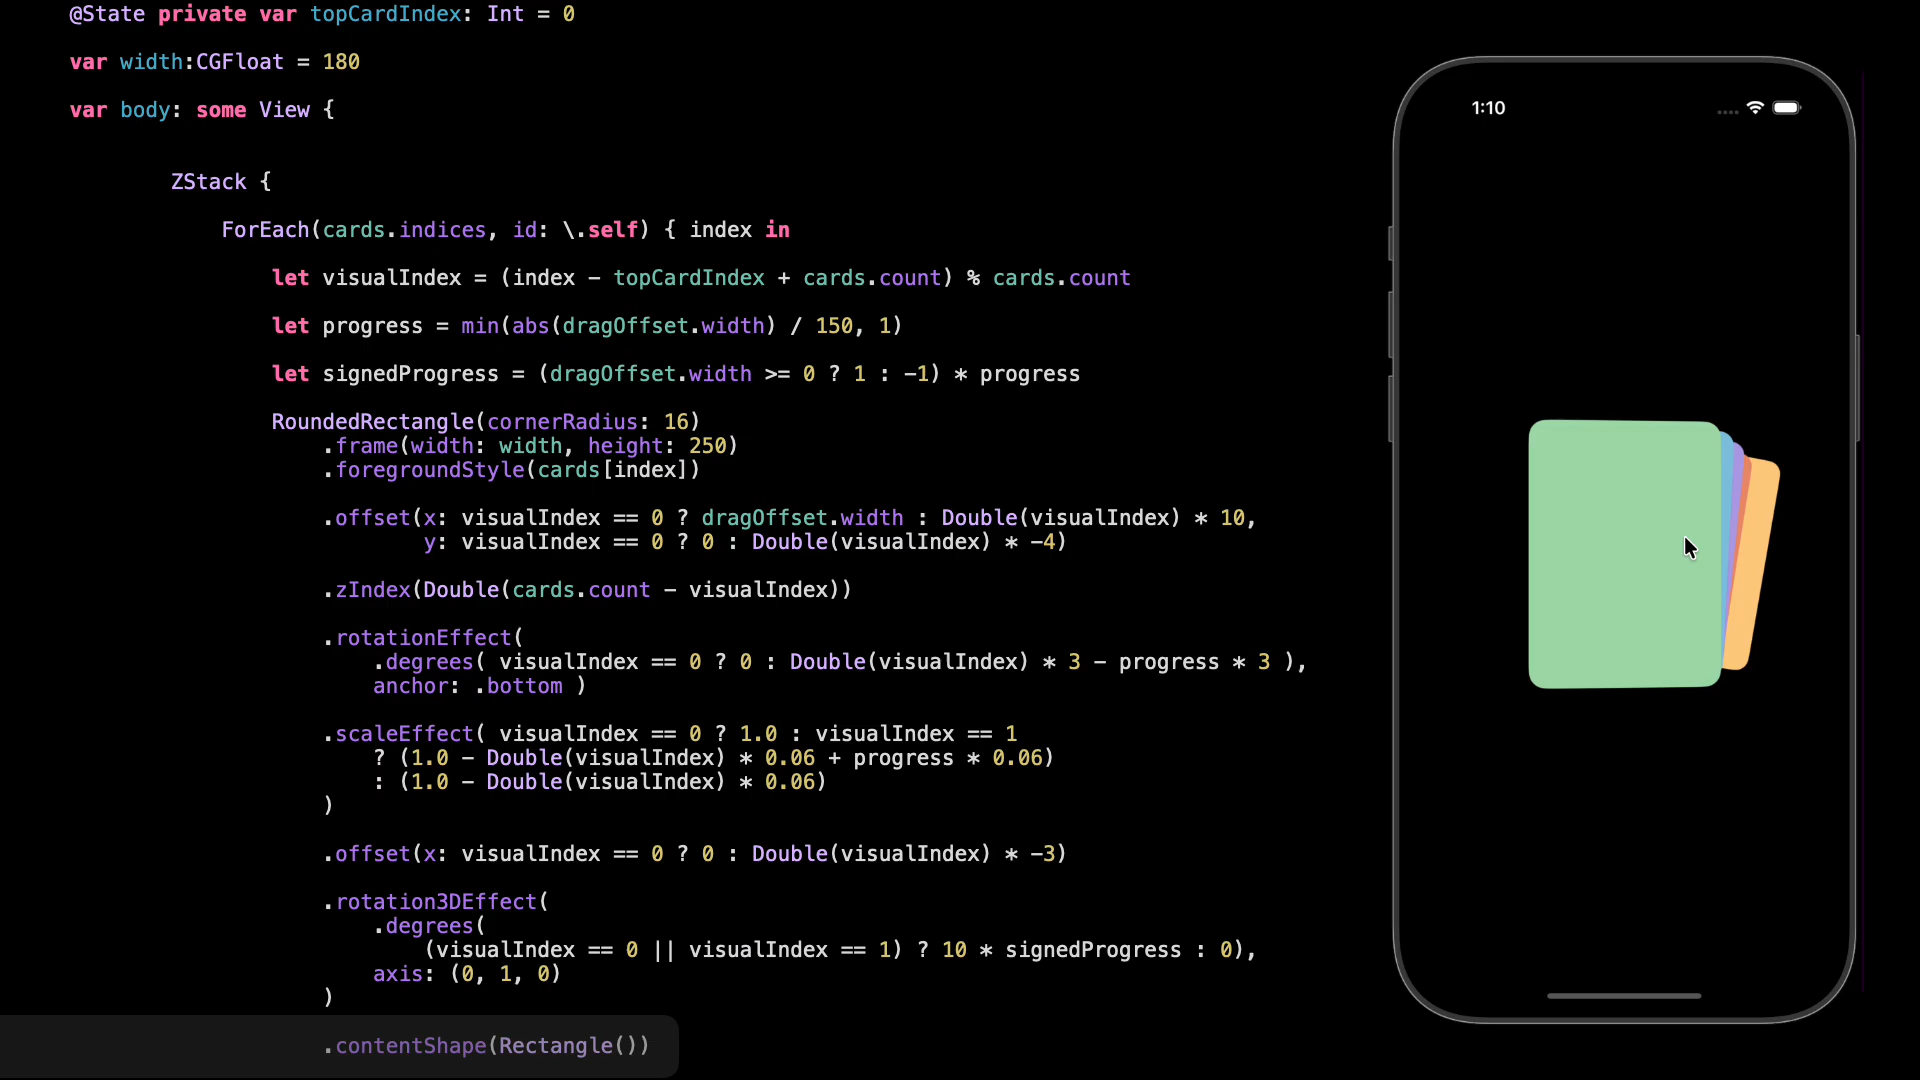 @State private var topCardIndex: Int = 0
var width:CGFloat = 180
var body: some View {
ZStack {
ForEach(cards.indices, id: \.self) { index in
let visualIndex = (index - topCardIndex + cards.count) % cards.count
let progress = min(abs(dragOffset.width) / 150, 1)
let signedProgress = (dragOffset.width >= 0 ? 1 : -1) * progress
RoundedRectangle(cornerRadius: 16)
.frame(width: width, height: 250)
.foregroundStyle(cards[index])
.offset(x: visualIndex == 0 ? dragOffset.width : Double(visualIndex) * 10,
y: visualIndex == 0 ? 0 : Double(visualIndex) * -4)
.zIndex(Double(cards.count - visualIndex))
.rotationEffect(
.degrees( visualIndex == 0 ? 0 : Double(visualIndex) * 3 - progress * 3 ),
anchor: .bottom )
.scaleEffect( visualIndex == 0 ? 1.0 : visualIndex == 1
? (1.0 - Double(visualIndex) * 0.06 + progress * 0.06)
: (1.0 - Double(visualIndex) * 0.06)
)
.offset(x: visualIndex == 0 ? 0 : Double(visualIndex) * -3)
.rotation3DEffect(
.degrees(
(visualIndex == 0 || visualIndex == 1) ? 10 * signedProgress : 0),
axis: (0, 1, 0)
)
.contentShape(Rectangle())
1:10